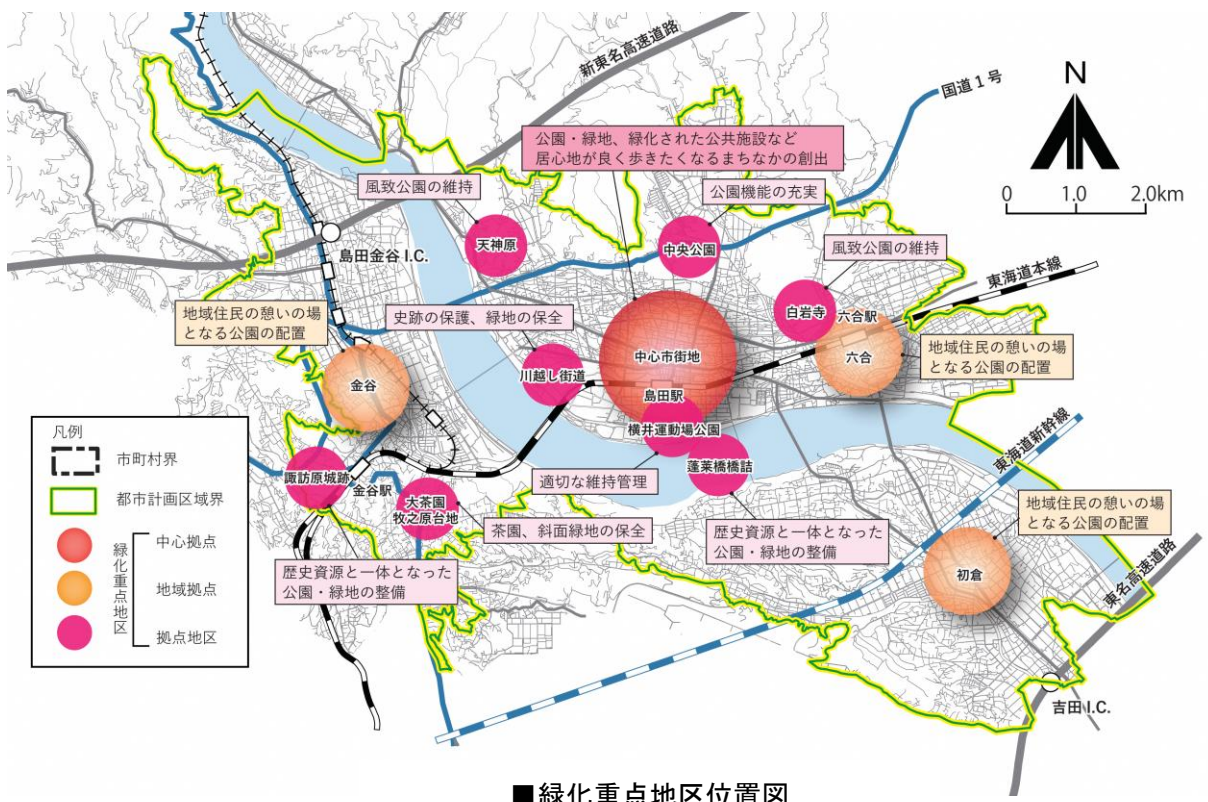 新東名高速道路
国道1号
N
0 1.0 2.0km
公園・緑地、緑化された公共施設など
居心地が良く歩きたくなるまちなかの創出
風致公園の維持
公園機能の充実
天神原
中央公園
風致公園の維持
島田金谷 I.C.
東海道本線
地域住民の憩いの場
となる公園の配置
史跡の保護、緑地の保全
白岩寺
六合駅
中心市街地
六合
地域住民の憩いの場
となる公園の配置
金谷
川越し街道
島田駅
横井運動場公園
東海道新幹線
凡例
市町村界
都市計画区域界
緑化重点地区
中心拠点
地域拠点
拠点地区
諏訪原城跡
金谷駅
適切な維持管理
蓬莱橋橋詰
大茶園
牧之原台地
茶園、斜面緑地の保全
地域住民の憩いの場
となる公園の配置
歴史資源と一体となった
公園・緑地の整備
歴史資源と一体となった
公園・緑地の整備
初倉
東名高速道路
吉田 I.C.
■緑化重点地区位置図